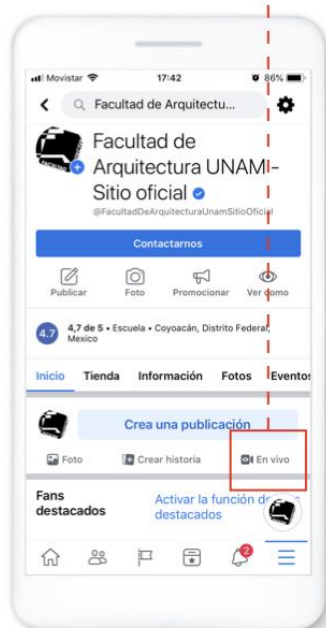 Movistar 17:42 86%
Facultad de Arquitectu...
Facultad de
Arquitectura UNAM -
Sitio oficial
@FacultadDeArquitecturaUnamSitioOficial
Contactarnos
Publicar Foto Promocionar Ver como
4.7 4,7 de 5 • Escuela • Coyoacán, Distrito Federal,
Mexico
Inicio Tienda Información Fotos Eventos
Crea una publicación
Foto Crear historia En vivo
Fans
destacados
Activar la función de
destacados
2